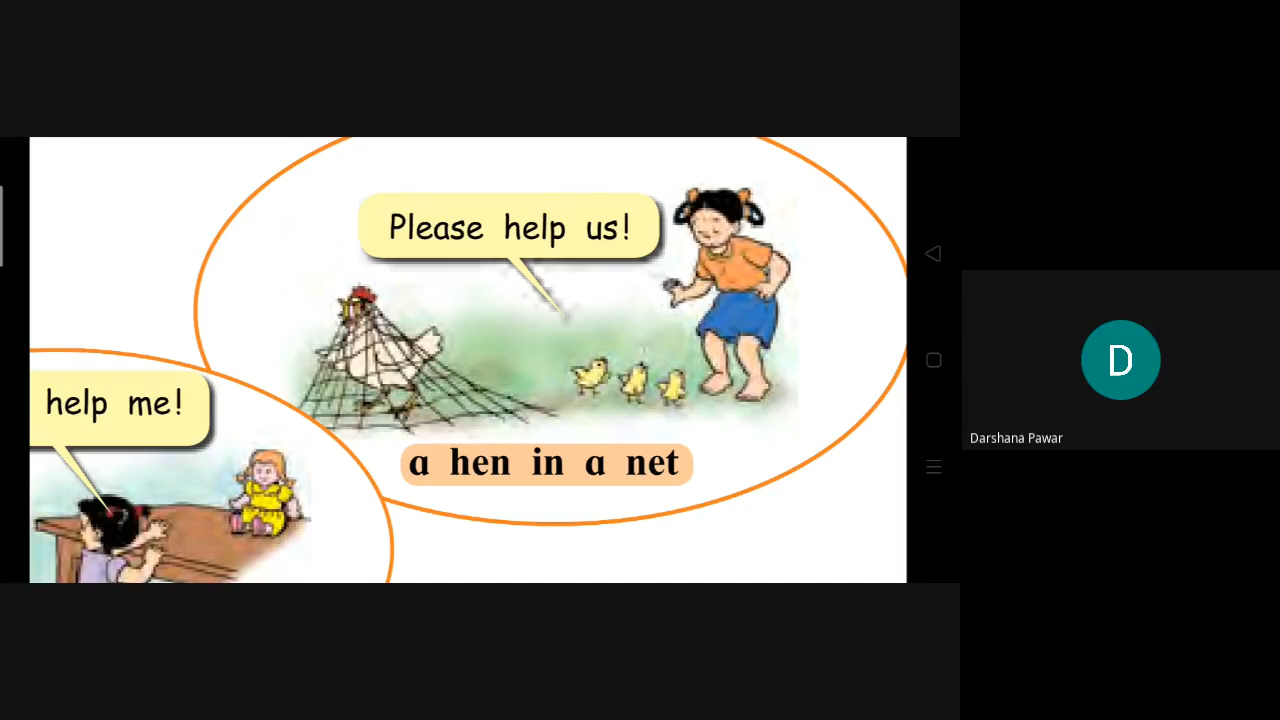 Please help us!
help me!
a hen in a net
D
Darshana Pawar